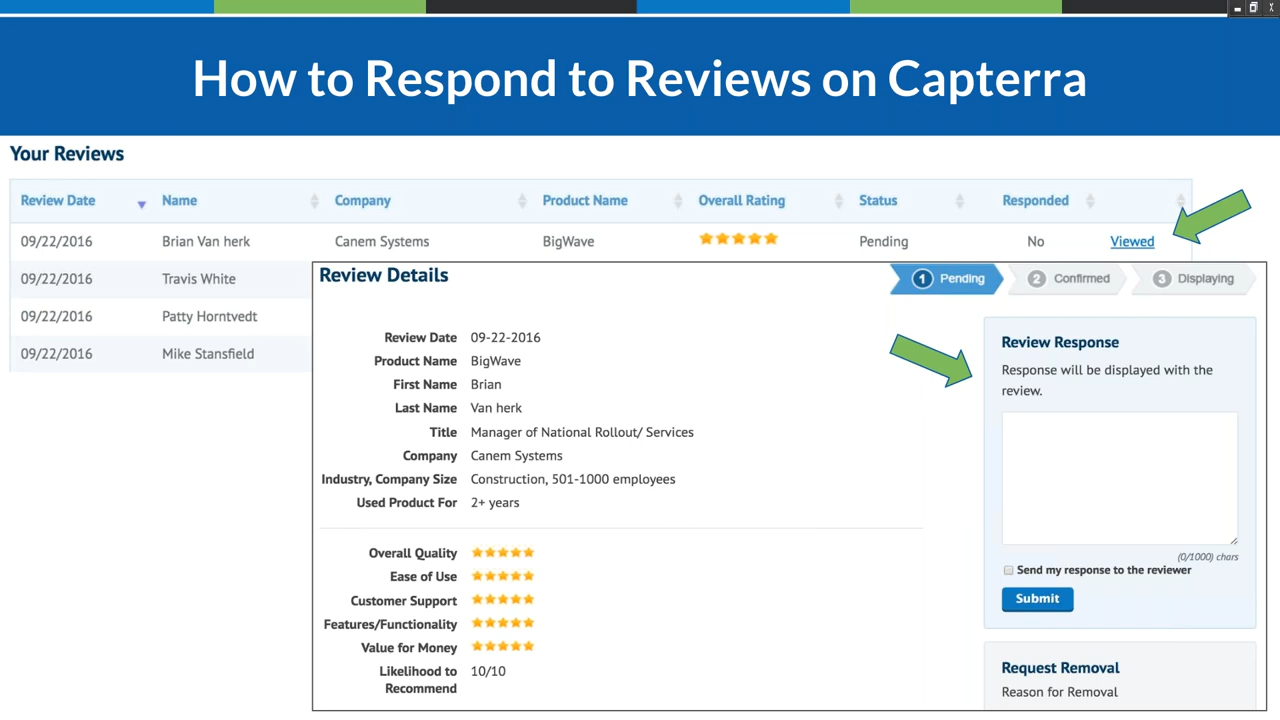 How to Respond to Reviews on Capterra
Your Reviews
Review Date Name Company Product Name Overall Rating Status Responded
09/22/2016 Brian Van herk Canem Systems BigWave Pending No Viewed
09/22/2016 Travis White
09/22/2016 Patty Horntvedt
09/22/2016 Mike Stansfield
Review Details
1 Pending 2 Confirmed 3 Displaying
Review Date 09-22-2016
Product Name BigWave
First Name Brian
Last Name Van herk
Title Manager of National Rollout/ Services
Company Canem Systems
Industry, Company Size Construction, 501-1000 employees
Used Product For 2+ years
Overall Quality
Ease of Use
Customer Support
Features/Functionality
Value for Money
Likelihood to 10/10
Recommend
Review Response
Response will be displayed with the
review.
(0/1000) chars
Send my response to the reviewer
Submit
Request Removal
Reason for Removal